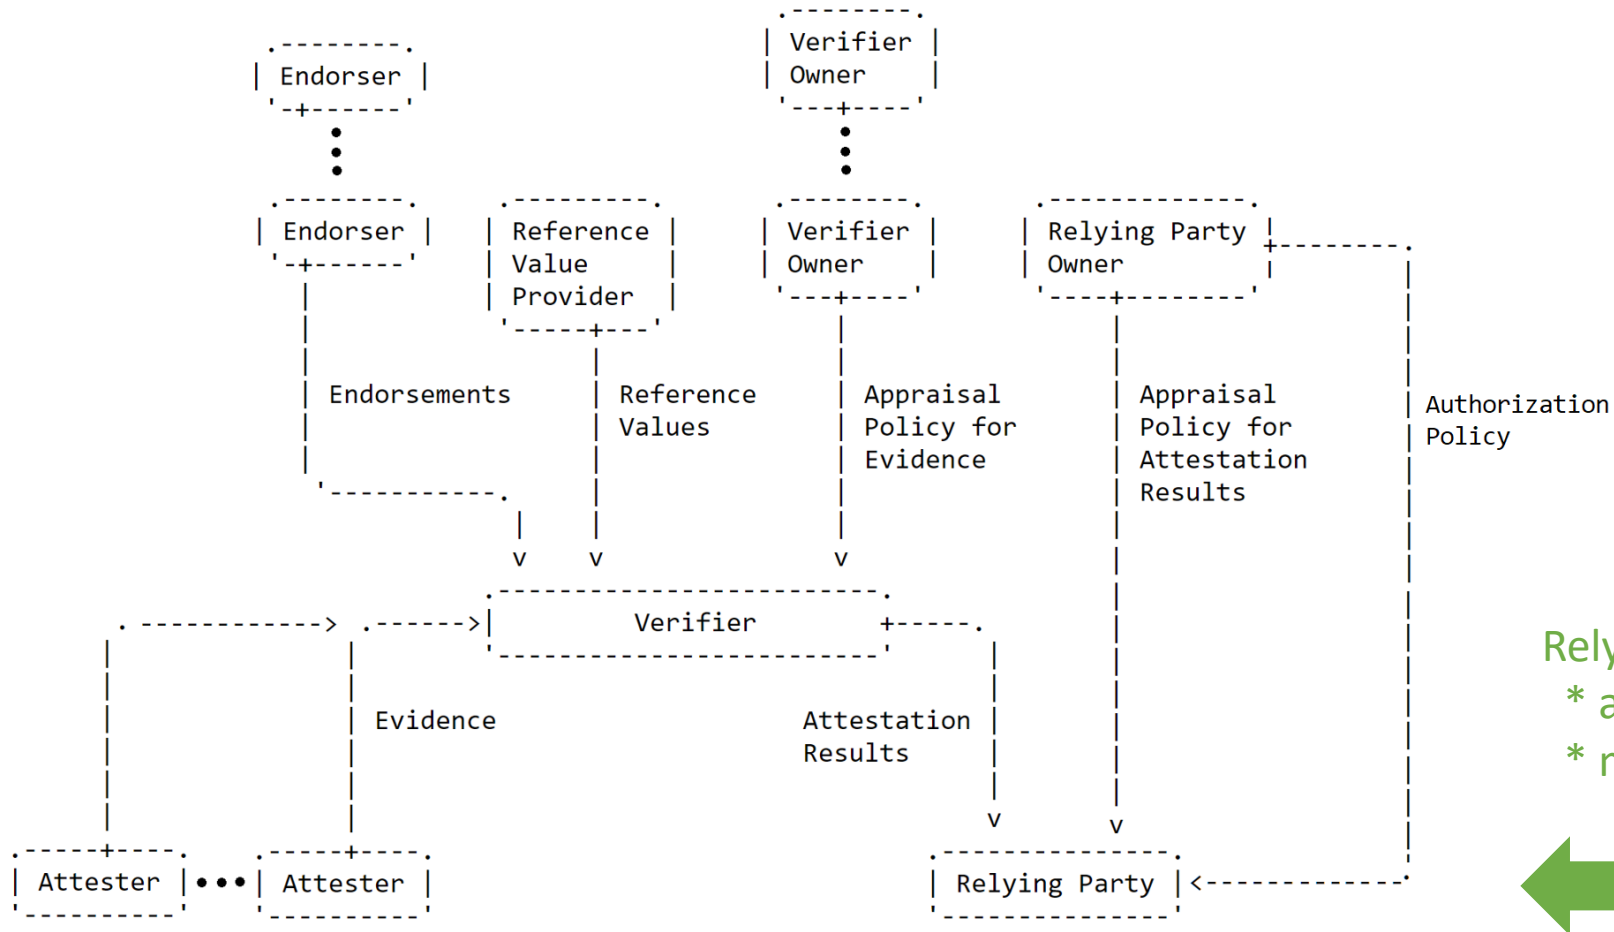 Endorser
Verifier
Owner
Endorser
Reference
Value
Provider
Verifier
Owner
Relying Party
Owner
Endorsements
Reference
Values
Appraisal
Policy for
Evidence
Appraisal
Policy for
Attestation
Results
Authorization
Policy
Verifier
Evidence
Attestation
Results
Attester
Attester
Relying Party
* a